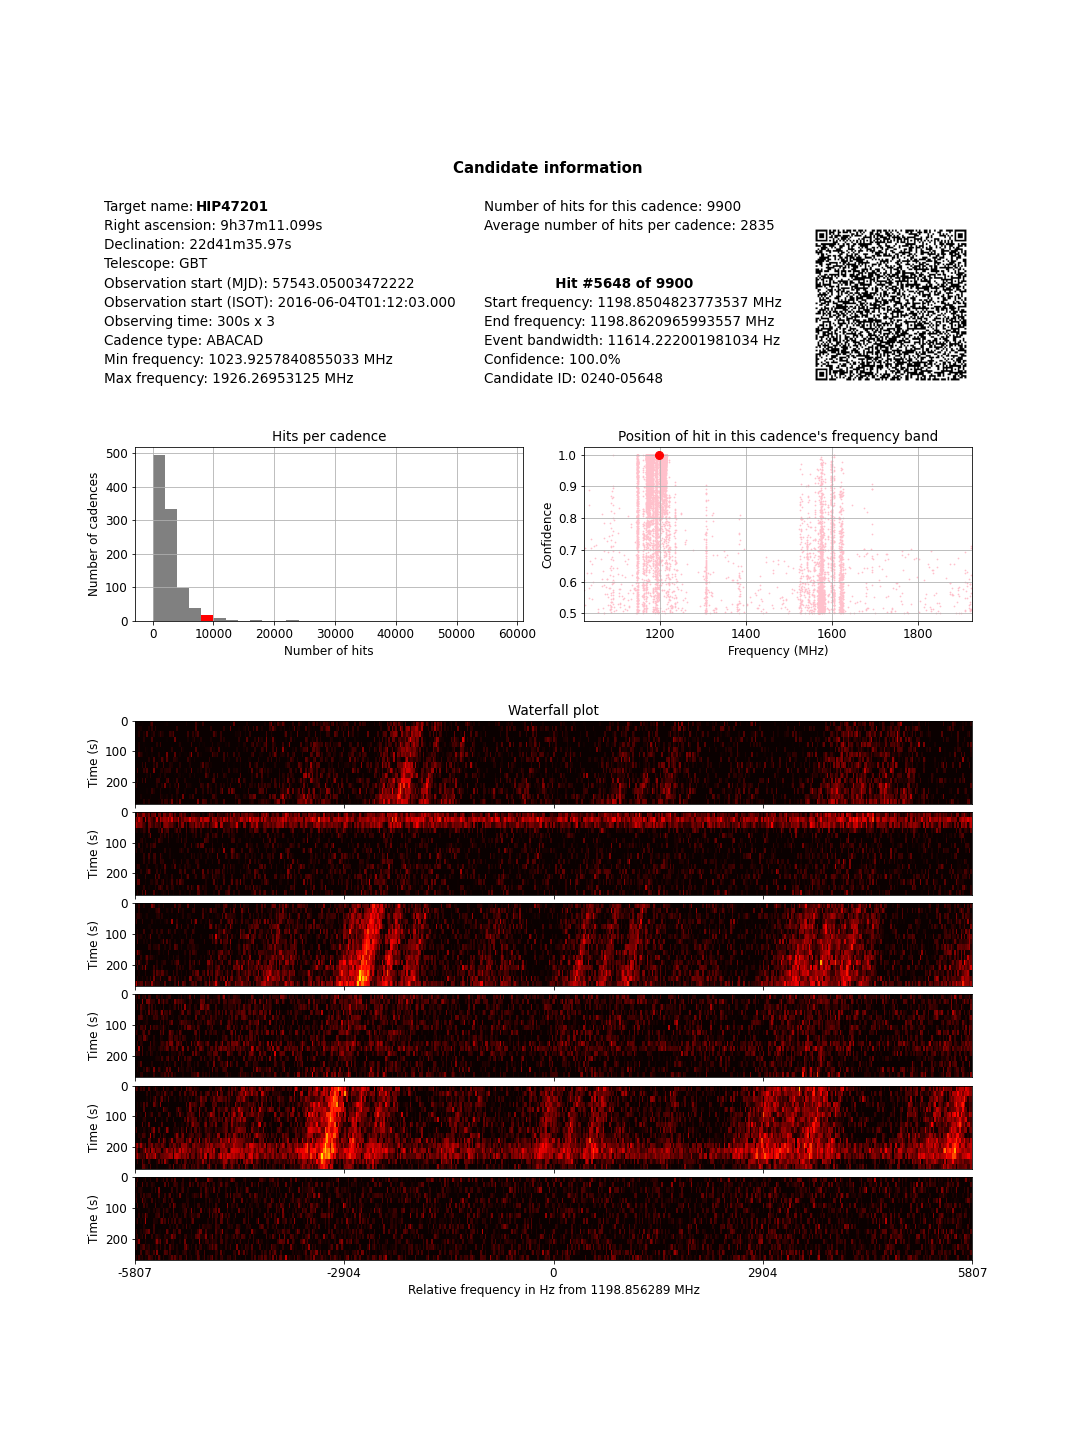 Candidate information
Target name: HIP47201
Right ascension: 9h37m11.099s
Declination: 22d41m35.97s
Telescope: GBT
Observation start (MJD): 57543.05003472222
Observation start (ISOT): 2016-06-04T01:12:03.000
Observing time: 300s x 3
Cadence type: ABACAD
Min frequency: 1023.9257840855033 MHz
Max frequency: 1926.26953125 MHz
Number of hits for this cadence: 9900
Average number of hits per cadence: 2835
Hit #5648 of 9900
Start frequency: 1198.8504823773537 MHz
End frequency: 1198.8620965993557 MHz
Event bandwidth: 11614.222001981034 Hz
Confidence: 100.0%
Candidate ID: 0240-05648
Hits per cadence
Number of cadences
500
400
300
200
100
0
0 10000 20000 30000 40000 50000 60000
Number of hits
Position of hit in this cadence's frequency band
Confidence
1.0
0.9
0.8
0.7
0.6
0.5
1200 1400 1600 1800
Frequency (MHz)
Waterfall plot
Time (s)
0
100
200
Time (s)
0
100
200
Time (s)
0
100
200
Time (s)
0
100
200
Time (s)
0
100
200
Time (s)
0
100
200
-5807 -2904 0 2904 5807
Relative frequency in Hz from 1198.856289 MHz